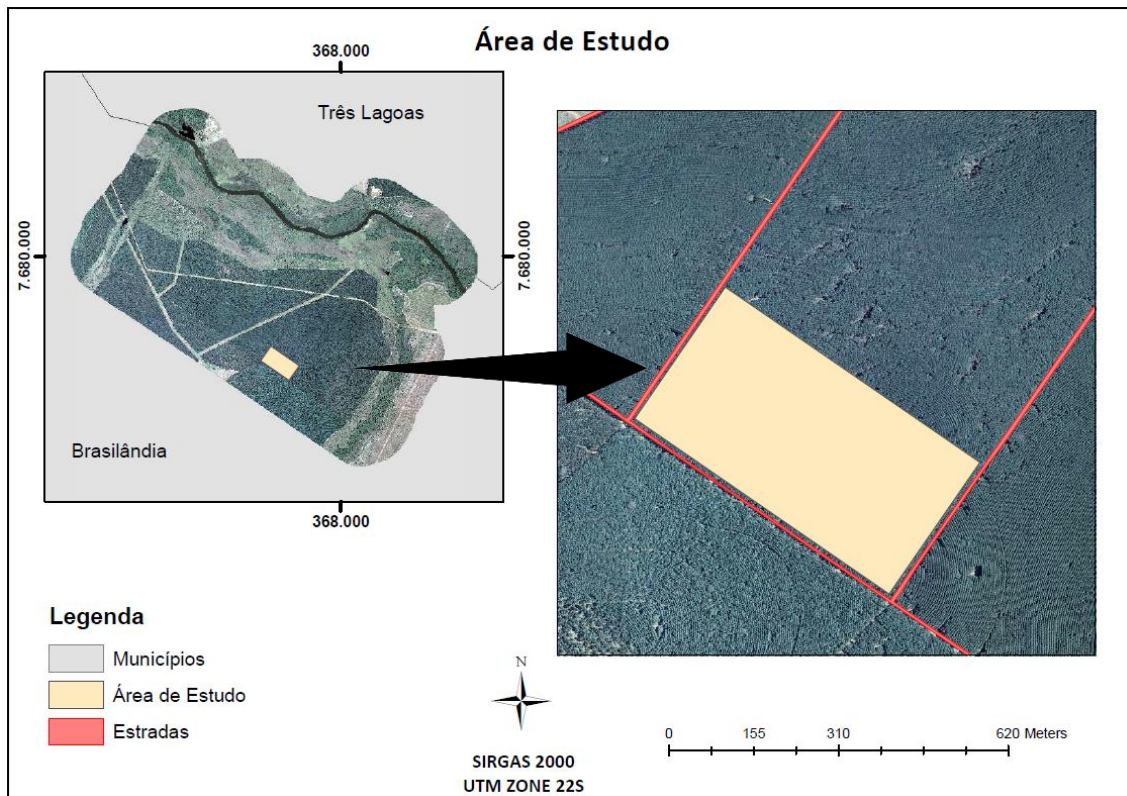 Área de Estudo
368.000
Três Lagoas
7.680.000
7.680.000
Brasilândia
368.000
Legenda
Municípios
Área de Estudo
Estradas
N
SIRGAS 2000
UTM ZONE 22S
0 155 310 620 Meters